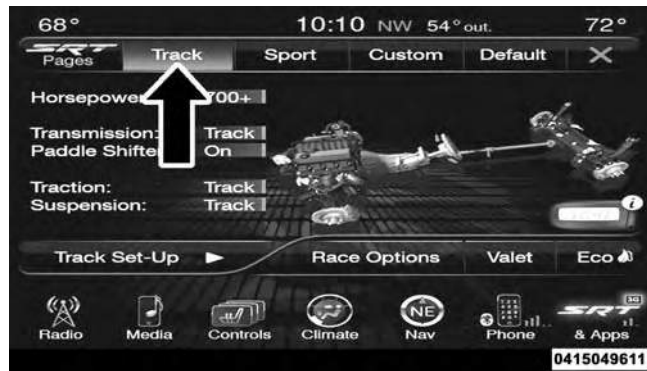 68° 10:10 NW 54° out. 72°
SRT Pages Track Sport Custom Default X
Horsepower 700+
Transmission: Track
Paddle Shifte On
Traction: Track
Suspension: Track
i
Track Set-Up Race Options Valet Eco
NE 3G SRT
Radio Media Controls Climate Nav Phone & Apps
0415049611